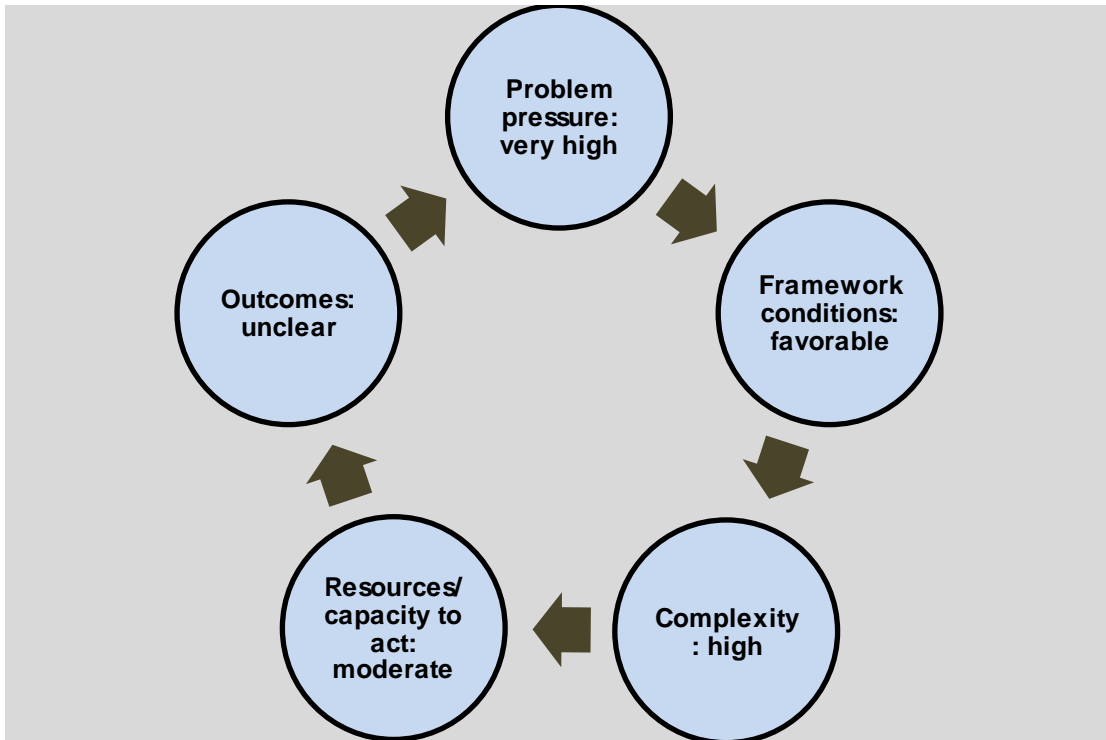 Problem
pressure:
very high
Framework
conditions:
favorable
Complexity
: high
Resources/
capacity to
act:
moderate
Outcomes:
unclear